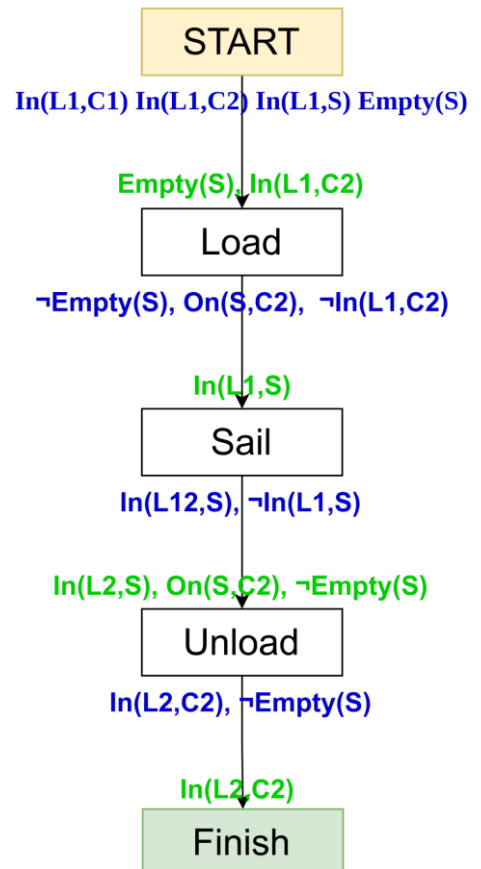 START
In(L1,C1) In(L1,C2) In(L1,S) Empty(S)
Empty(S), In(L1,C2)
Load
¬Empty(S), On(S,C2), ¬In(L1,C2)
In(L1,S)
Sail
In(L12,S), ¬In(L1,S)
In(L2,S), On(S,C2), ¬Empty(S)
Unload
In(L2,C2), ¬Empty(S)
In(L2,C2)
Finish